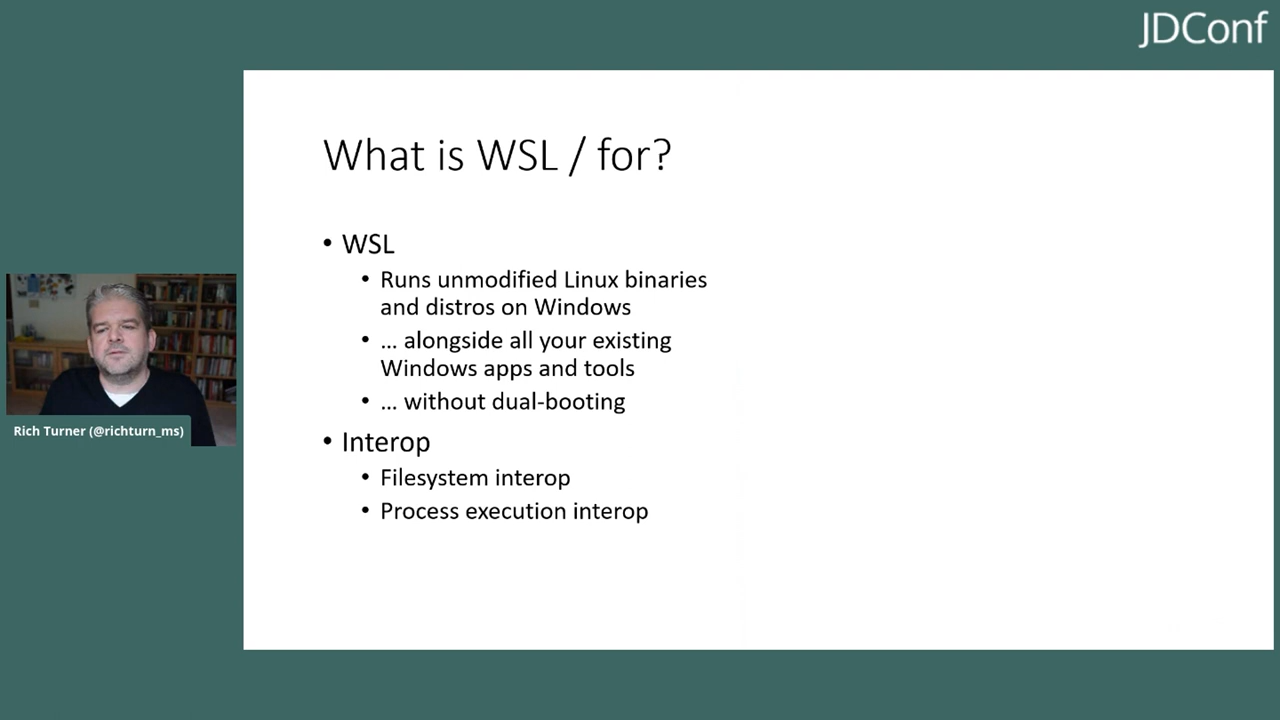 JDConf
What is WSL / for?
• WSL
• Runs unmodified Linux binaries
and distros on Windows
• ... alongside all your existing
Windows apps and tools
• ... without dual-booting
• Interop
• Filesystem interop
• Process execution interop
Rich Turner (@richturn_ms)